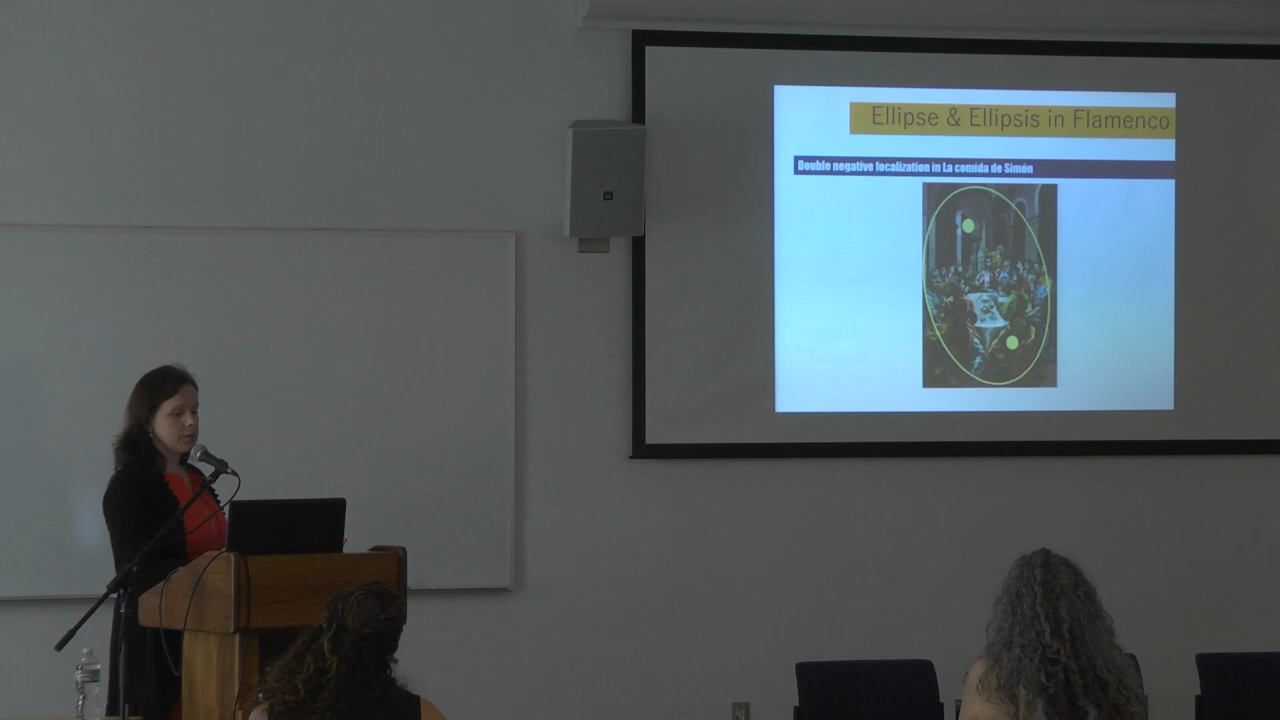 Ellipse & Ellipsis in Flamenco
Double negative focalization in La comida de Simón